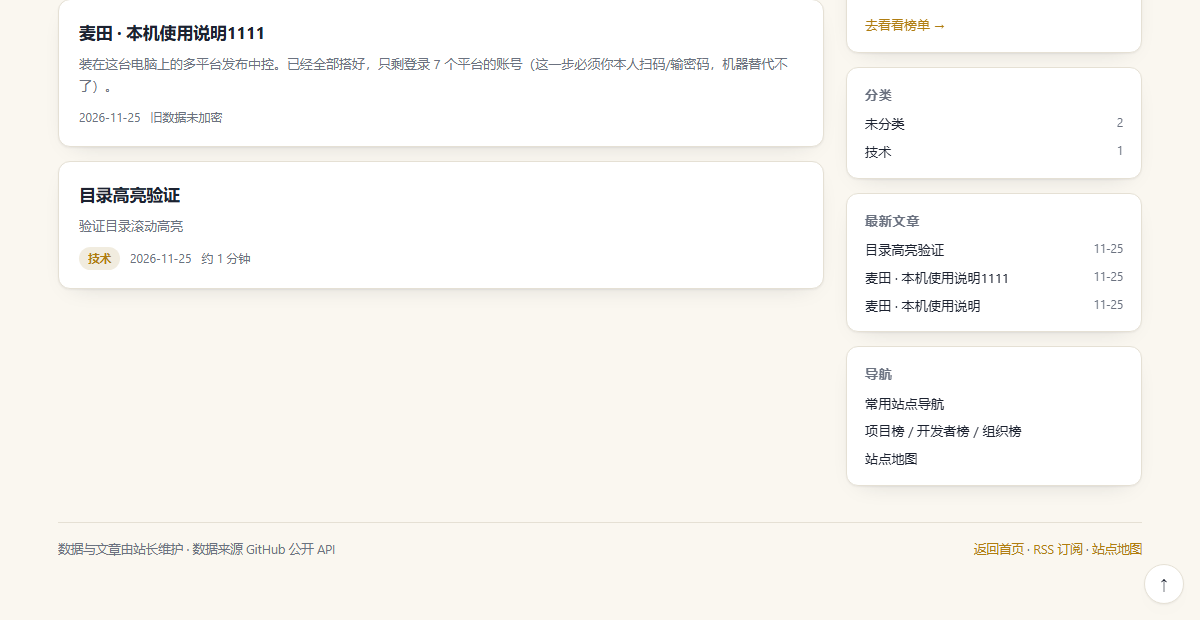 麦田 · 本机使用说明1111
装在这台电脑上的多平台发布中控。已经全部搭好，只剩登录 7 个平台的账号（这一步必须你本人扫码/输密码，机器替代不
了）。
2026-11-25 旧数据未加密
目录高亮验证
验证目录滚动高亮
技术 2026-11-25 约 1 分钟
去看看榜单 →
分类
未分类 2
技术 1
最新文章
目录高亮验证 11-25
麦田 · 本机使用说明1111 11-25
麦田 · 本机使用说明 11-25
导航
常用站点导航
项目榜 / 开发者榜 / 组织榜
站点地图
数据与文章由站长维护 · 数据来源 GitHub 公开 API
返回首页 · RSS 订阅 · 站点地图
↑